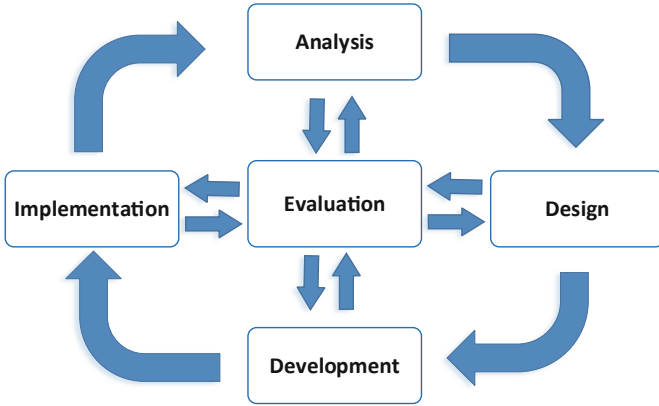 Analysis
Implementation
Evaluation
Design
Development